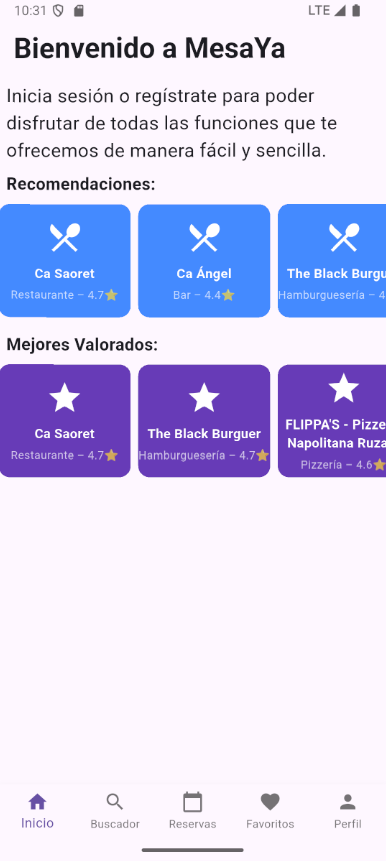 10:31 LTE
Bienvenido a MesaYa
Inicia sesión o regístrate para poder
disfrutar de todas las funciones que te
ofrecemos de manera fácil y sencilla.
Recomendaciones:
Ca Saoret
Restaurante – 4.7⭐
Ca Ángel
Bar – 4.4⭐
The Black Burgu
Hamburguesería – 4
Mejores Valorados:
Ca Saoret
Restaurante – 4.7⭐
The Black Burguer
Hamburguesería – 4.7⭐
FLIPPA'S - Pizze
Napolitana Ruza
Pizzería – 4.6⭐
Inicio Buscador Reservas Favoritos Perfil